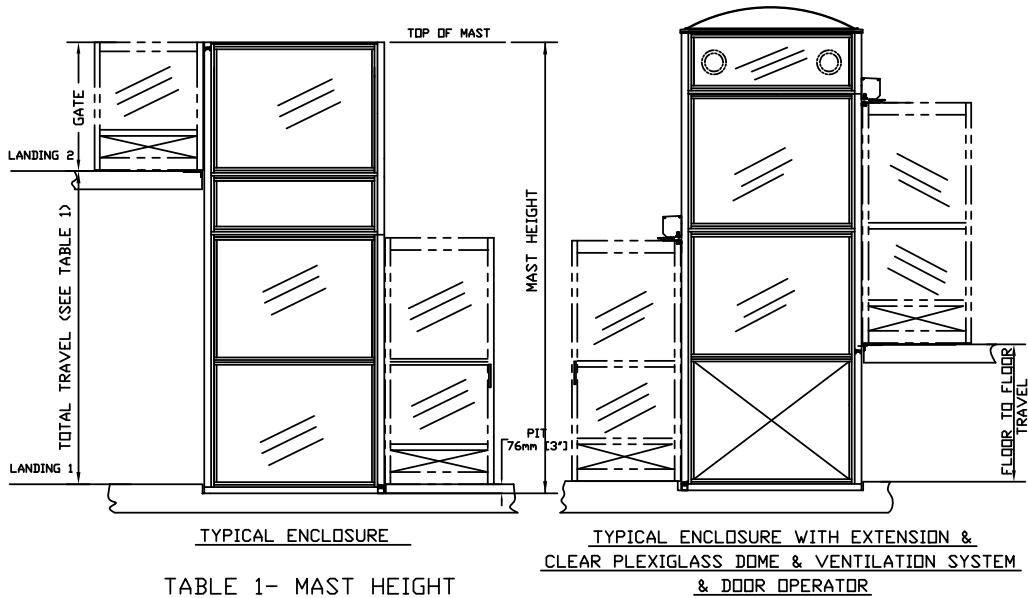 TOP OF MAST
GATE
LANDING 2
TOTAL TRAVEL (SEE TABLE 1)
LANDING 1
MAST HEIGHT
PIT
76mm [3"]
FLOOR TO FLOOR
TRAVEL
TYPICAL ENCLOSURE
TYPICAL ENCLOSURE WITH EXTENSION &
CLEAR PLEXIGLASS DOME & VENTILATION SYSTEM
& DOOR OPERATOR
TABLE 1- MAST HEIGHT